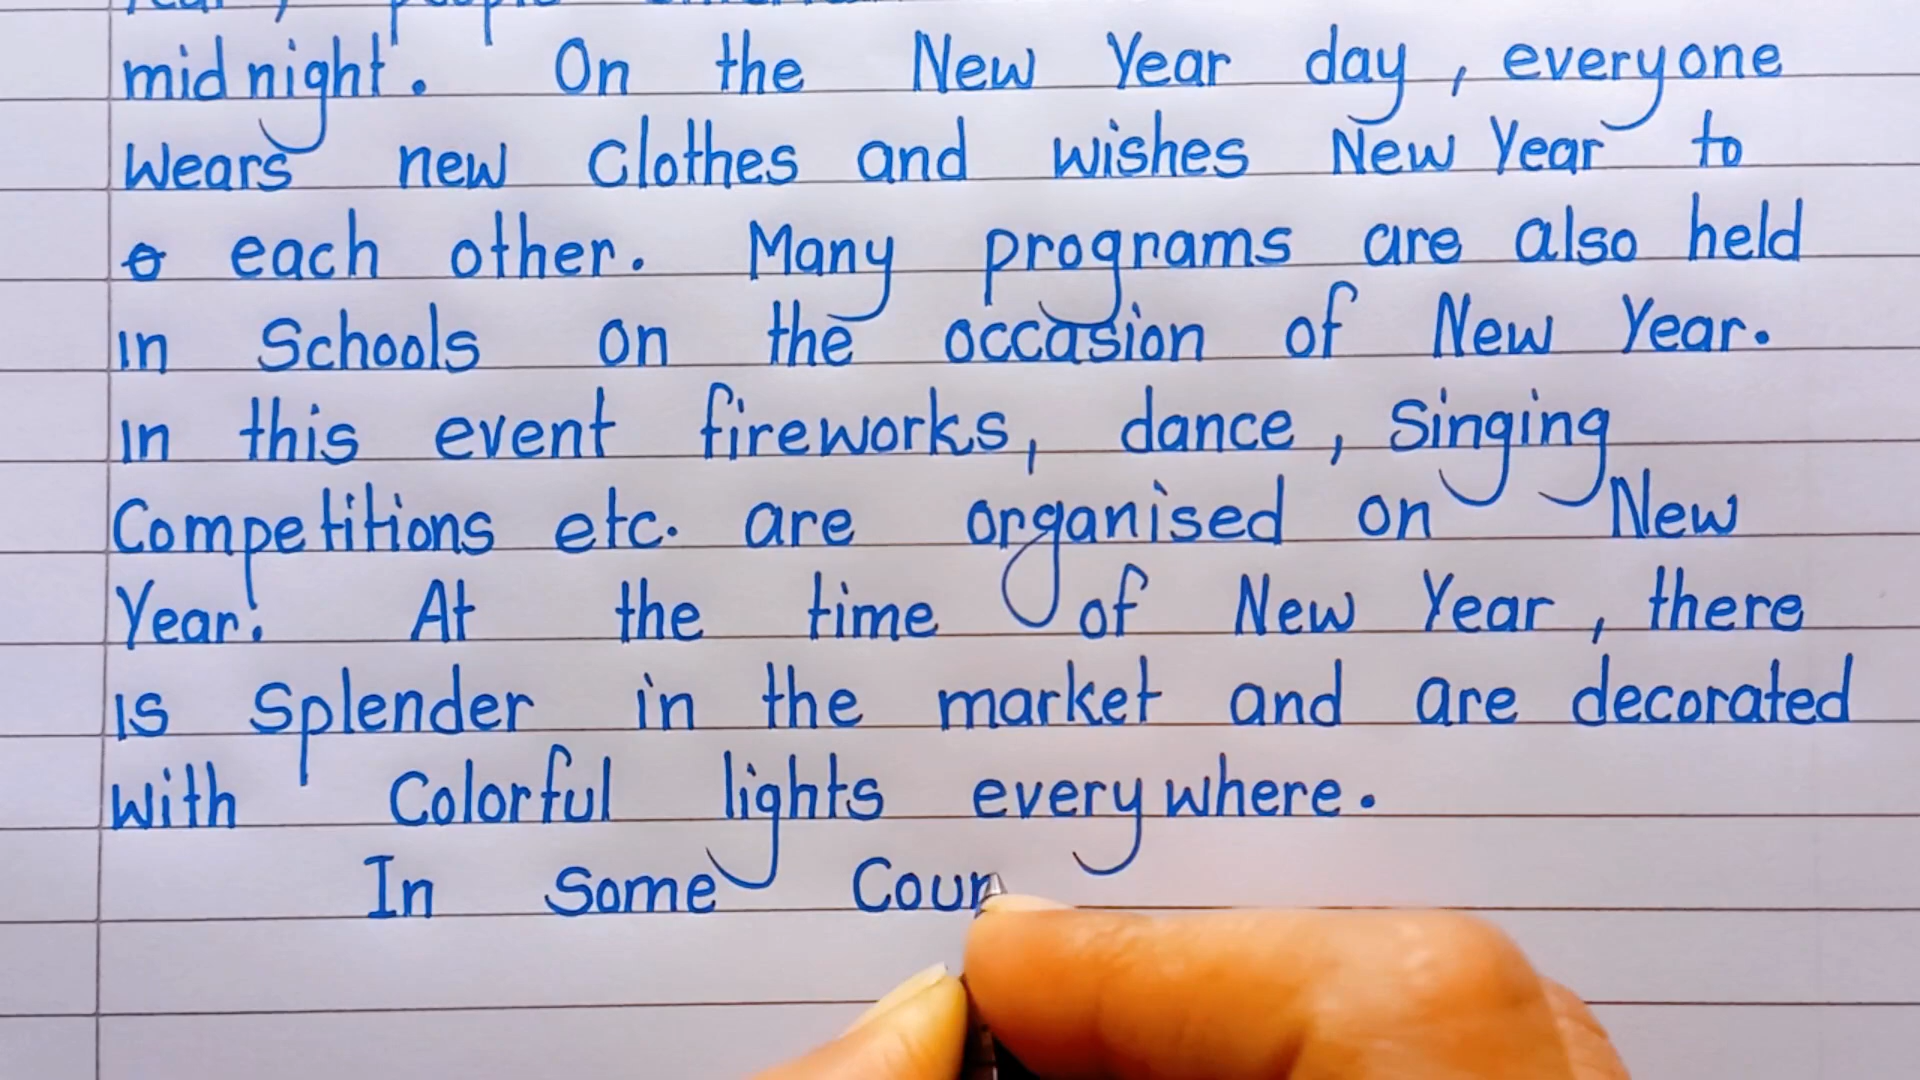 midnight. On the New Year day, everyone
wears new clothes and wishes New Year to
each other. Many programs are also held
in Schools on the occasion of New Year.
in this event fireworks, dance, Singing
Competitions etc. are organised on New
Year. At the time of New Year, there
is Splender in the market and are decorated
with Colorful lights everywhere.
In Some Coun